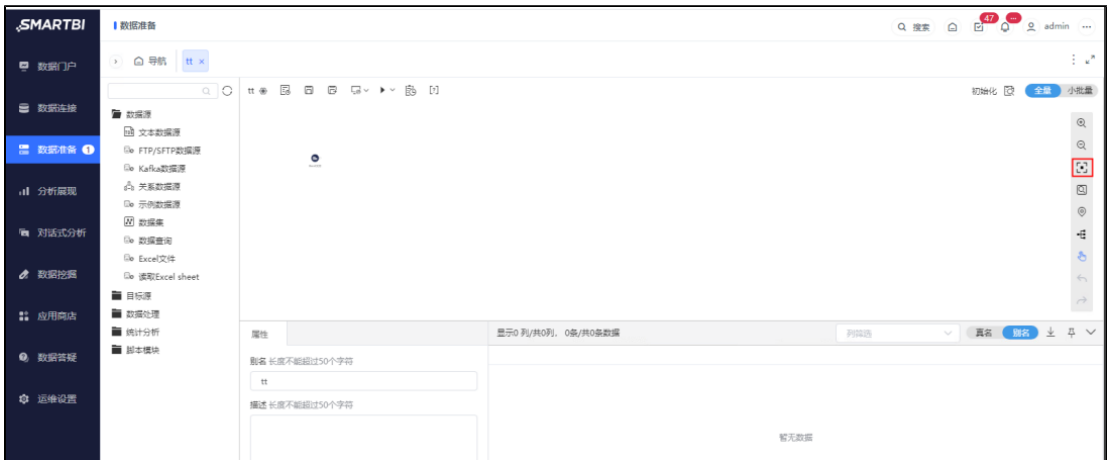 SMARTBI
数据准备
搜索
47
admin
数据门户
导航
tt
数据连接
数据准备 1
分析展现
对话式分析
数据挖掘
应用商店
数据答疑
运维设置
数据源
文本数据源
FTP/SFTP数据源
Kafka数据源
关系数据源
示例数据源
数据集
数据查询
Excel文件
读取Excel sheet
目标源
数据处理
统计分析
脚本模块
tt
初始化
全量
小批量
属性
别名 长度不能超过50个字符
tt
描述 长度不能超过50个字符
显示0 列/共0列, 0条/共0条数据
列筛选
真名
别名
暂无数据